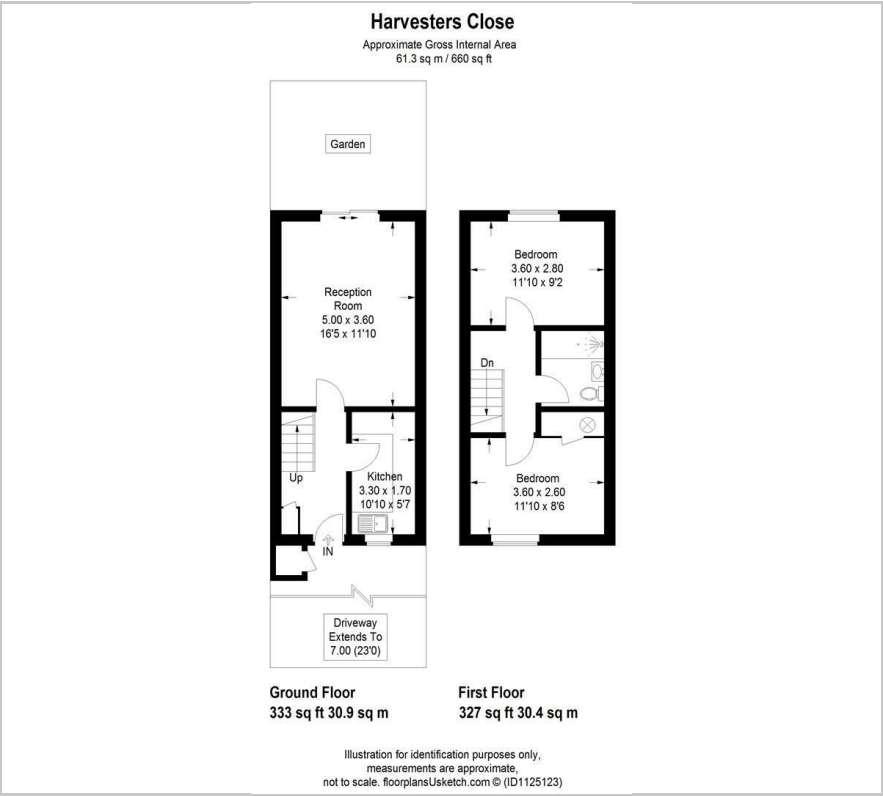 Harvesters Close
Approximate Gross Internal Area
61.3 sq m / 660 sq ft
Garden
Reception
Room
5.00 x 3.60
16'5 x 11'10
Up
Kitchen
3.30 x 1.70
10'10 x 5'7
IN
Driveway
Extends To
7.00 (23'0)
Bedroom
3.60 x 2.80
11'10 x 9'2
Dn
Bedroom
3.60 x 2.60
11'10 x 8'6
Ground Floor
333 sq ft 30.9 sq m
First Floor
327 sq ft 30.4 sq m
Illustration for identification purposes only,
measurements are approximate,
not to scale. floorplansUsketch.com © (ID1125123)